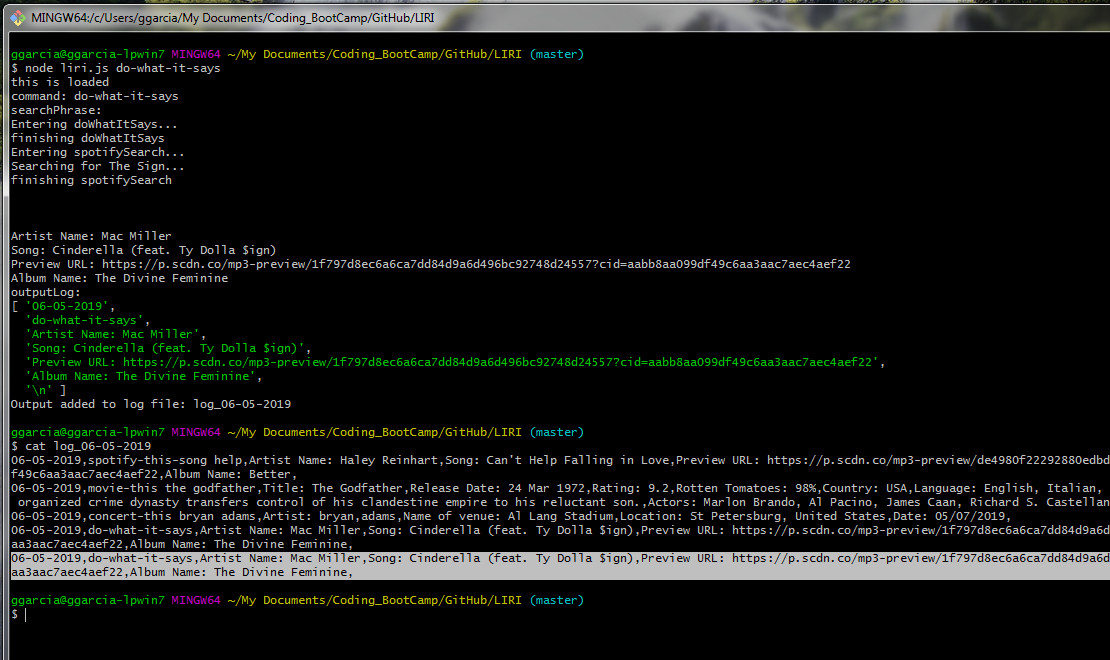 MINGW64:/c/Users/ggarcia/My Documents/Coding_BootCamp/GitHub/LIRI
ggarcia@ggarcia-lpwin7 MINGW64 ~/My Documents/Coding_BootCamp/GitHub/LIRI (master)
$ node liri.js do-what-it-says
this is loaded
command: do-what-it-says
searchPhrase:
Entering doWhatItSays...
finishing doWhatItSays
Entering spotifySearch...
Searching for The Sign...
finishing spotifySearch
Artist Name: Mac Miller
Song: Cinderella (feat. Ty Dolla $ign)
Preview URL: https://p.scdn.co/mp3-preview/1f797d8ec6a6ca7dd84d9a6d496bc92748d24557?cid=aabb8aa099df49c6aa3aac7aec4aef22
Album Name: The Divine Feminine
outputLog:
[ '06-05-2019',
  'do-what-it-says',
  'Artist Name: Mac Miller',
  'Song: Cinderella (feat. Ty Dolla $ign)',
  'Preview URL: https://p.scdn.co/mp3-preview/1f797d8ec6a6ca7dd84d9a6d496bc92748d24557?cid=aabb8aa099df49c6aa3aac7aec4aef22',
  'Album Name: The Divine Feminine',
  '\n' ]
Output added to log file: log_06-05-2019
ggarcia@ggarcia-lpwin7 MINGW64 ~/My Documents/Coding_BootCamp/GitHub/LIRI (master)
$ cat log_06-05-2019
06-05-2019,spotify-this-song help,Artist Name: Haley Reinhart,Song: Can't Help Falling in Love,Preview URL: https://p.scdn.co/mp3-preview/de4980f22292880edbd
f49c6aa3aac7aec4aef22,Album Name: Better,
06-05-2019,movie-this the godfather,Title: The Godfather,Release Date: 24 Mar 1972,Rating: 9.2,Rotten Tomatoes: 98%,Country: USA,Language: English, Italian,
 organized crime dynasty transfers control of his clandestine empire to his reluctant son.,Actors: Marlon Brando, Al Pacino, James Caan, Richard S. Castellan
06-05-2019,concert-this bryan adams,Artist: bryan,adams,Name of venue: Al Lang Stadium,Location: St Petersburg, United States,Date: 05/07/2019,
06-05-2019,do-what-it-says,Artist Name: Mac Miller,Song: Cinderella (feat. Ty Dolla $ign),Preview URL: https://p.scdn.co/mp3-preview/1f797d8ec6a6ca7dd84d9a6d
aa3aac7aec4aef22,Album Name: The Divine Feminine,
06-05-2019,do-what-it-says,Artist Name: Mac Miller,Song: Cinderella (feat. Ty Dolla $ign),Preview URL: https://p.scdn.co/mp3-preview/1f797d8ec6a6ca7dd84d9a6d
aa3aac7aec4aef22,Album Name: The Divine Feminine,
ggarcia@ggarcia-lpwin7 MINGW64 ~/My Documents/Coding_BootCamp/GitHub/LIRI (master)
$